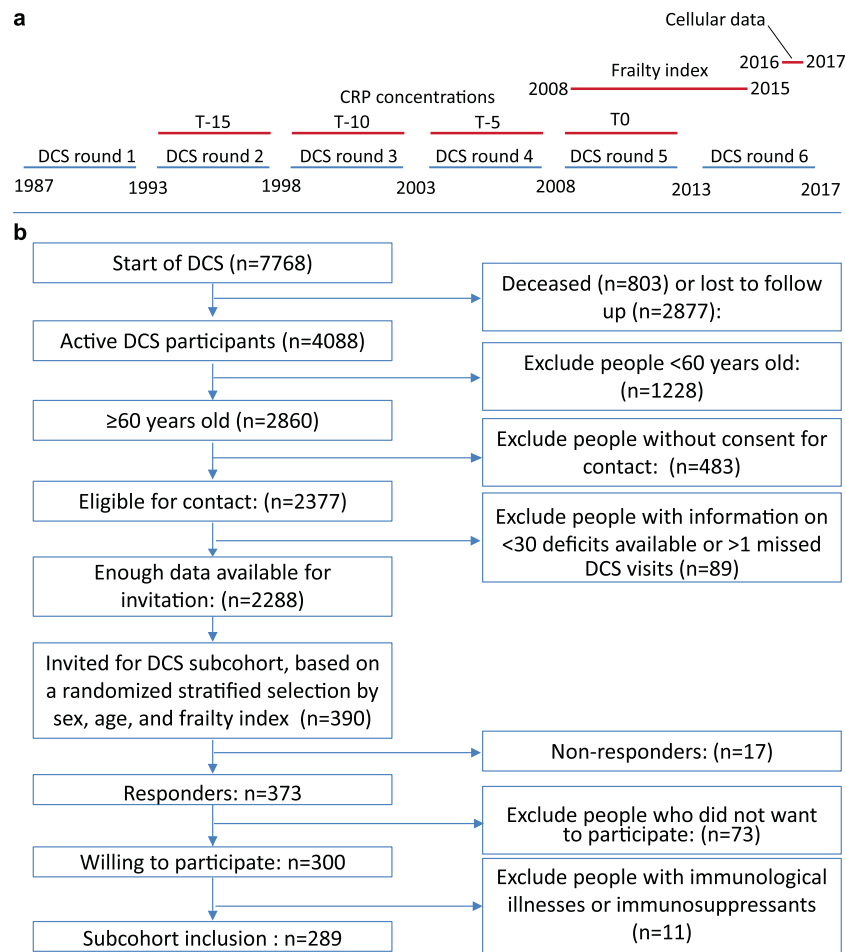 a
Cellular data
2016 2017
Frailty index
2008 2015
CRP concentrations
T-15 T-10 T-5 T0
DCS round 1 DCS round 2 DCS round 3 DCS round 4 DCS round 5 DCS round 6
1987 1993 1998 2003 2008 2013 2017
b
Start of DCS (n=7768)
Deceased (n=803) or lost to follow
up (n=2877):
Active DCS participants (n=4088)
Exclude people <60 years old:
(n=1228)
≥60 years old (n=2860)
Exclude people without consent for
contact: (n=483)
Eligible for contact: (n=2377)
Exclude people with information on
<30 deficits available or >1 missed
DCS visits (n=89)
Enough data available for
invitation: (n=2288)
Invited for DCS subcohort, based on
a randomized stratified selection by
sex, age, and frailty index (n=390)
Non-responders: (n=17)
Responders: n=373
Exclude people who did not want
to participate: (n=73)
Willing to participate: n=300
Exclude people with immunological
illnesses or immunosuppressants
(n=11)
Subcohort inclusion : n=289